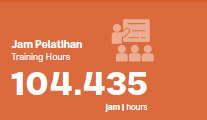 Jam Pelatihan
Training Hours
104.435
jam | hours